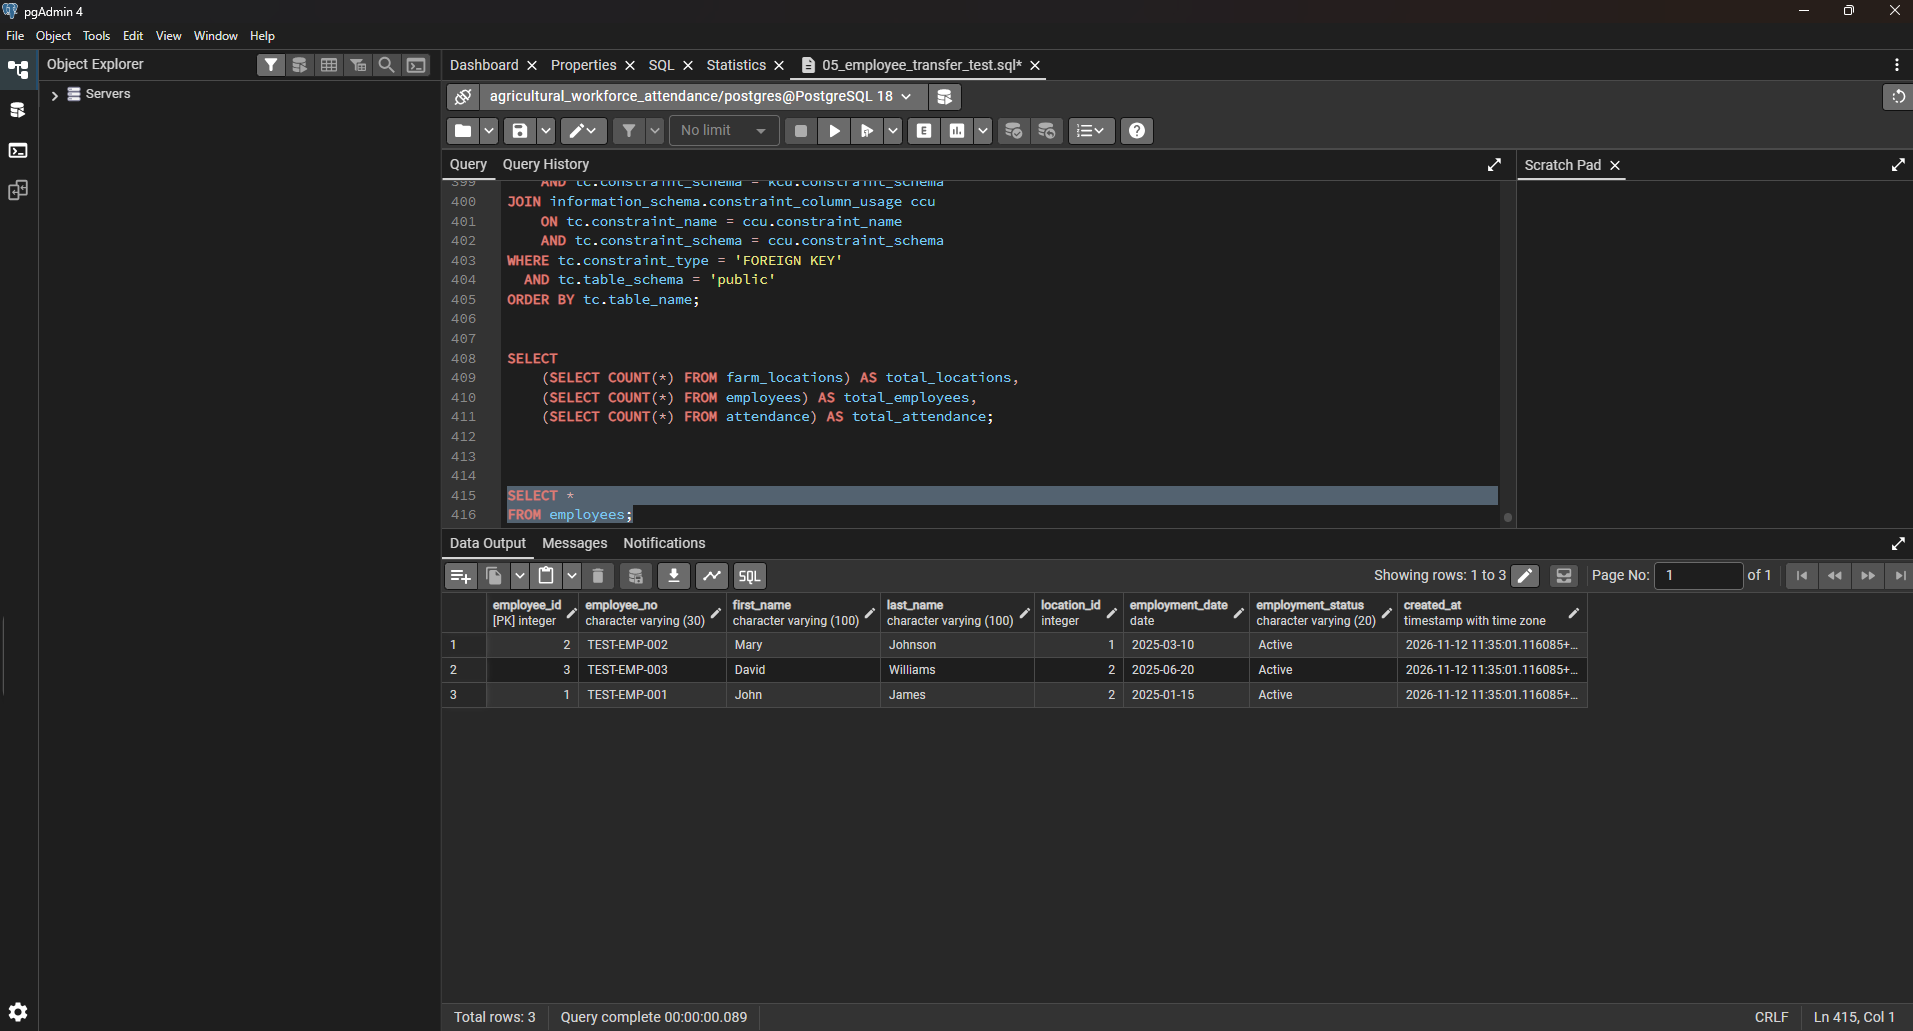 pgAdmin 4
File Object Tools Edit View Window Help
Object Explorer
Servers
Dashboard Properties SQL Statistics 05_employee_transfer_test.sql*
agricultural_workforce_attendance/postgres@PostgreSQL 18
No limit
E
Query Query History
Scratch Pad
399 AND tc.constraint_schema = kcu.constraint_schema
400 JOIN information_schema.constraint_column_usage ccu
401 ON tc.constraint_name = ccu.constraint_name
402 AND tc.constraint_schema = ccu.constraint_schema
403 WHERE tc.constraint_type = 'FOREIGN KEY'
404 AND tc.table_schema = 'public'
405 ORDER BY tc.table_name;
406
407
408 SELECT
409 (SELECT COUNT(*) FROM farm_locations) AS total_locations,
410 (SELECT COUNT(*) FROM employees) AS total_employees,
411 (SELECT COUNT(*) FROM attendance) AS total_attendance;
412
413
414
415 SELECT *
416 FROM employees;
Data Output Messages Notifications
SQL Showing rows: 1 to 3 Page No: 1 of 1
employee_id employee_no first_name last_name location_id employment_date employment_status created_at
[PK] integer character varying (30) character varying (100) character varying (100) integer date character varying (20) timestamp with time zone
1 2 TEST-EMP-002 Mary Johnson 1 2025-03-10 Active 2026-11-12 11:35:01.116085+...
2 3 TEST-EMP-003 David Williams 2 2025-06-20 Active 2026-11-12 11:35:01.116085+...
3 1 TEST-EMP-001 John James 2 2025-01-15 Active 2026-11-12 11:35:01.116085+...
Total rows: 3 Query complete 00:00:00.089 CRLF Ln 415, Col 1